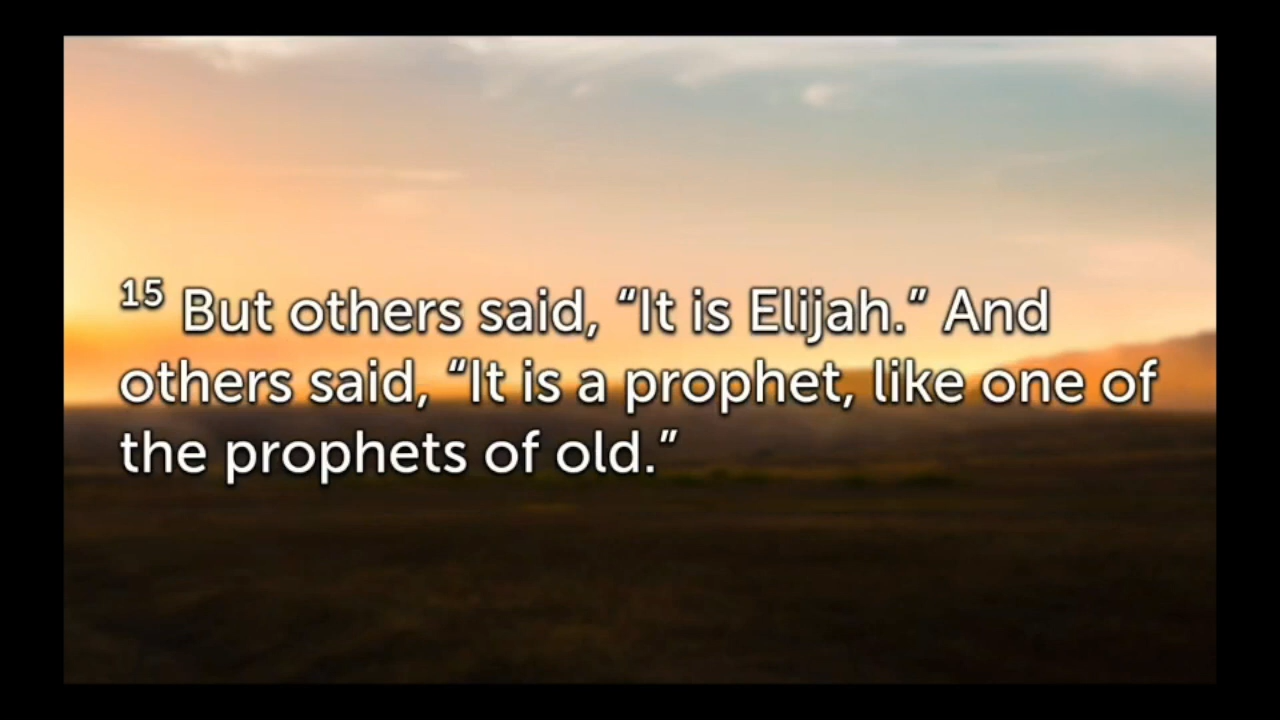 ¹⁵ But others said, “It is Elijah.” And
others said, “It is a prophet, like one of
the prophets of old.”